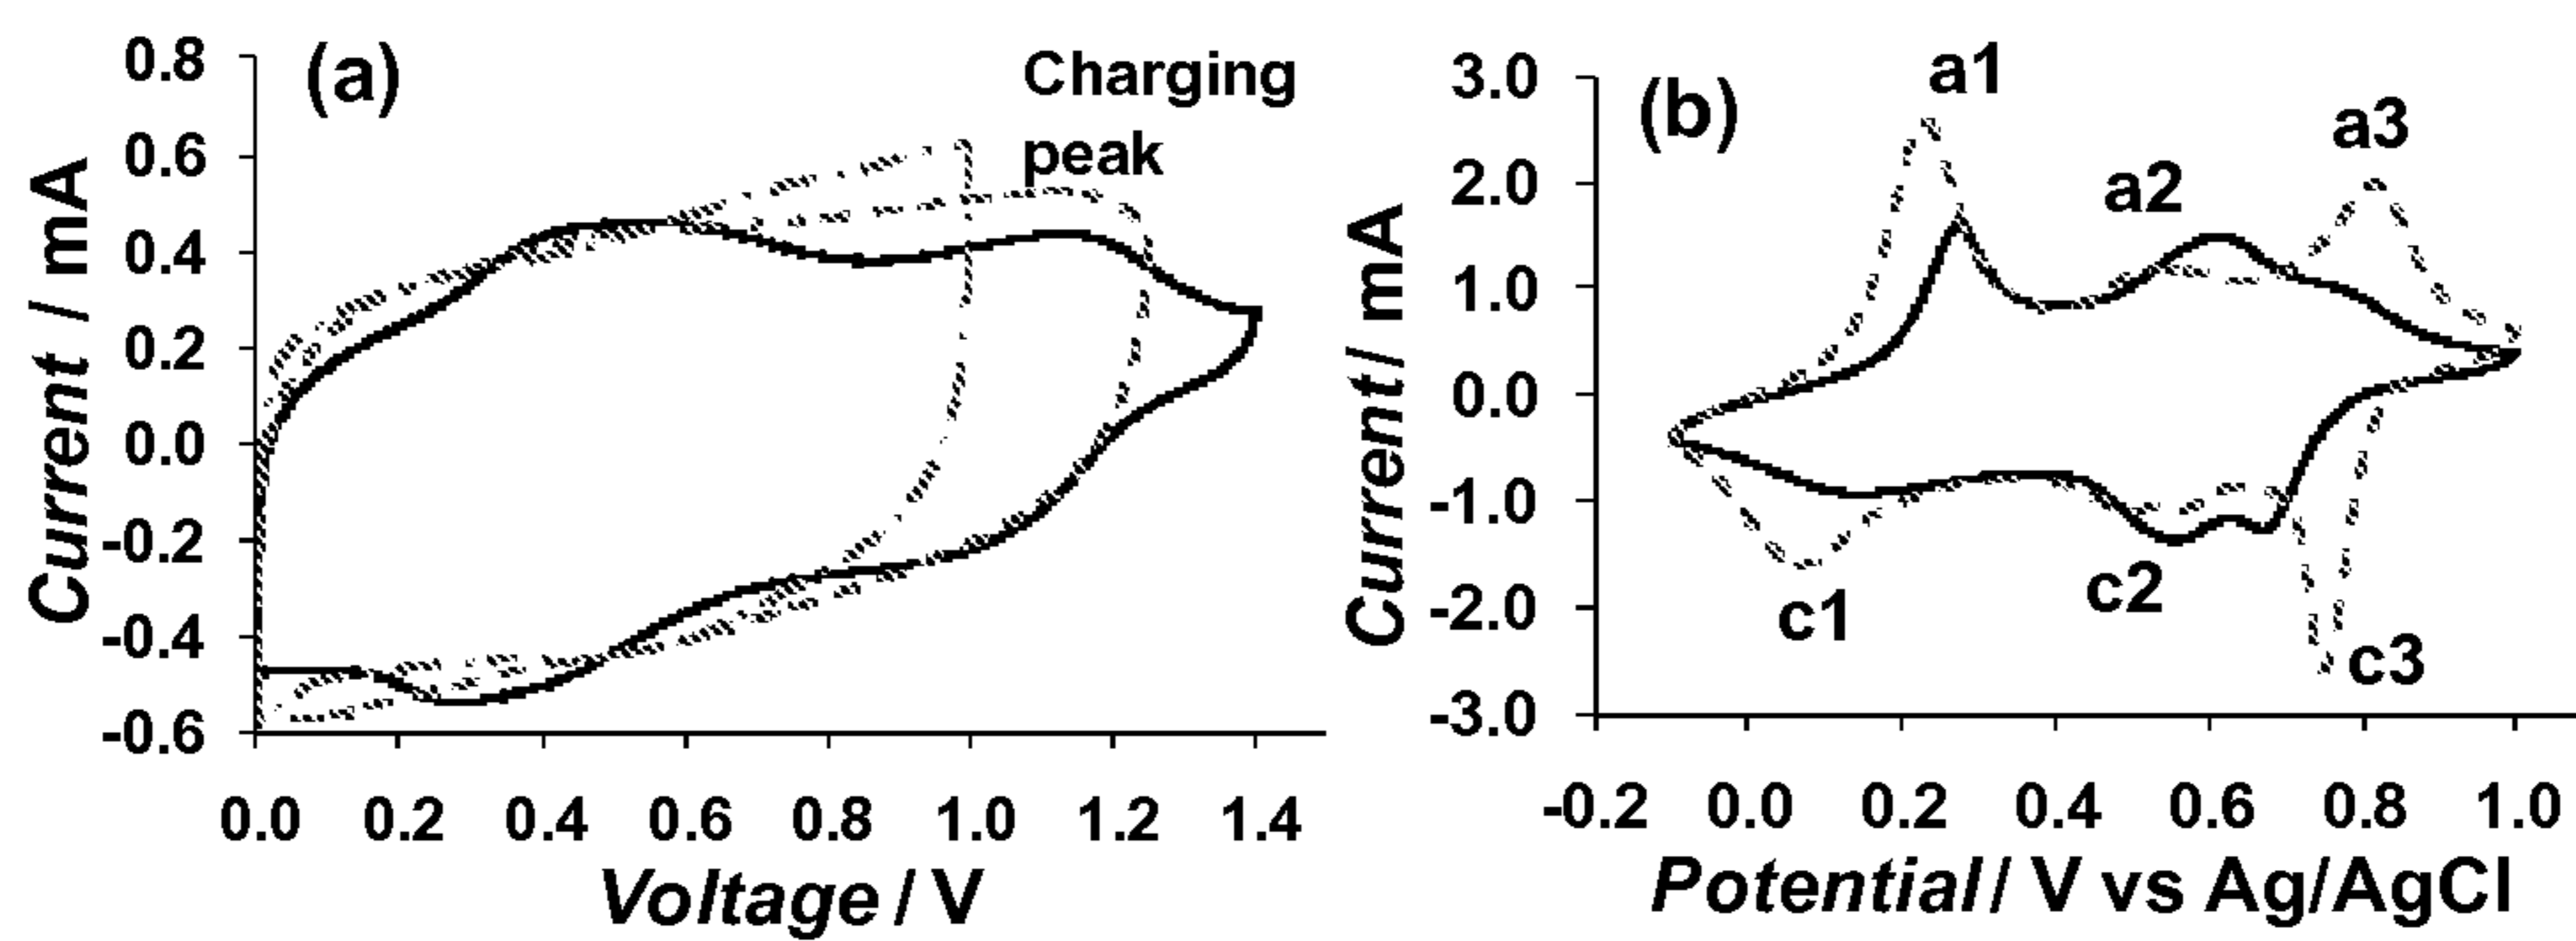 (a)
Charging
peak
0.8
0.6
0.4
0.2
0.0
-0.2
-0.4
-0.6
Current / mA
0.0 0.2 0.4 0.6 0.8 1.0 1.2 1.4
Voltage / V
(b)
a1
a2
a3
c1
c2
c3
3.0
2.0
1.0
0.0
-1.0
-2.0
-3.0
Current / mA
-0.2 0.0 0.2 0.4 0.6 0.8 1.0
Potential / V vs Ag/AgCl